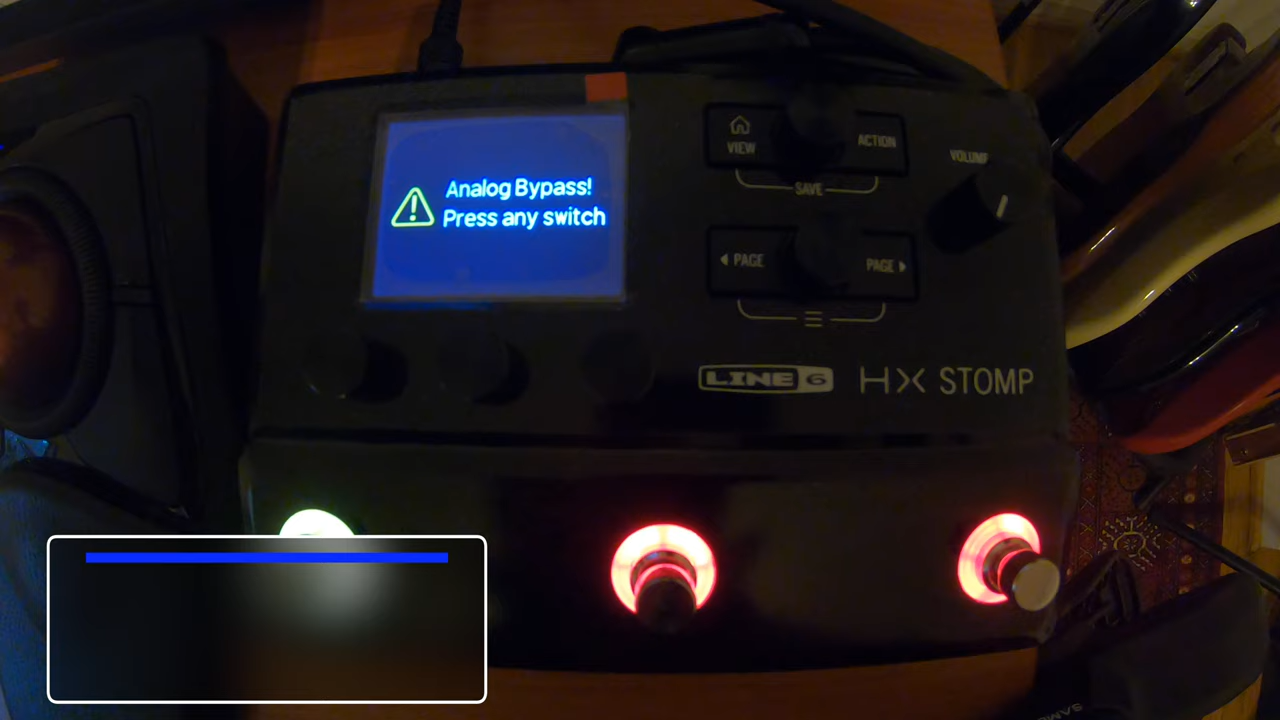 Analog Bypass!
Press any switch
VIEW
ACTION
SAVE
VOLUME
PAGE
PAGE
LINE 6
HX STOMP